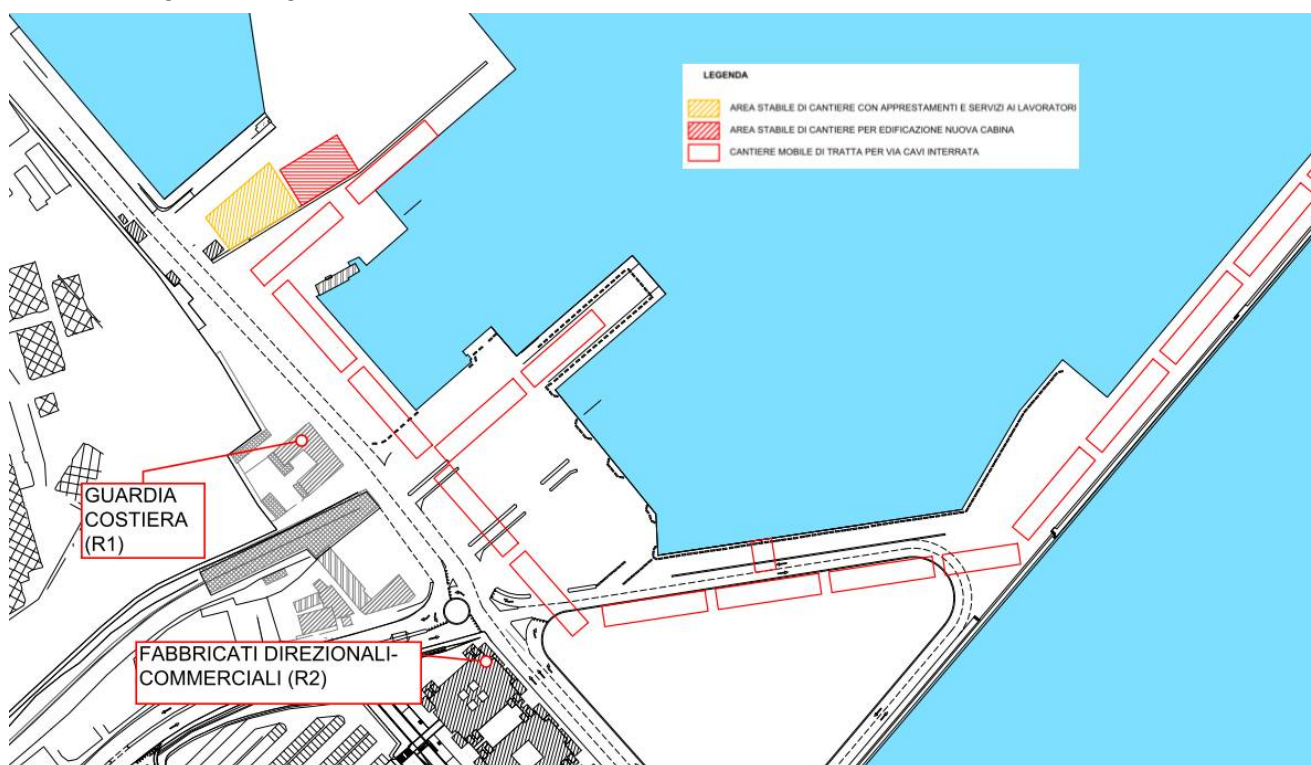 LEGENDA
AREA STABILE DI CANTIERE CON APPRESTAMENTI E SERVIZI AI LAVORATORI
AREA STABILE DI CANTIERE PER EDIFICAZIONE NUOVA CABINA
CANTIERE MOBILE DI TRATTA PER VIA CAVI INTERRATA
GUARDIA
COSTIERA
(R1)
FABBRICATI DIREZIONALI-
COMMERCIALI (R2)